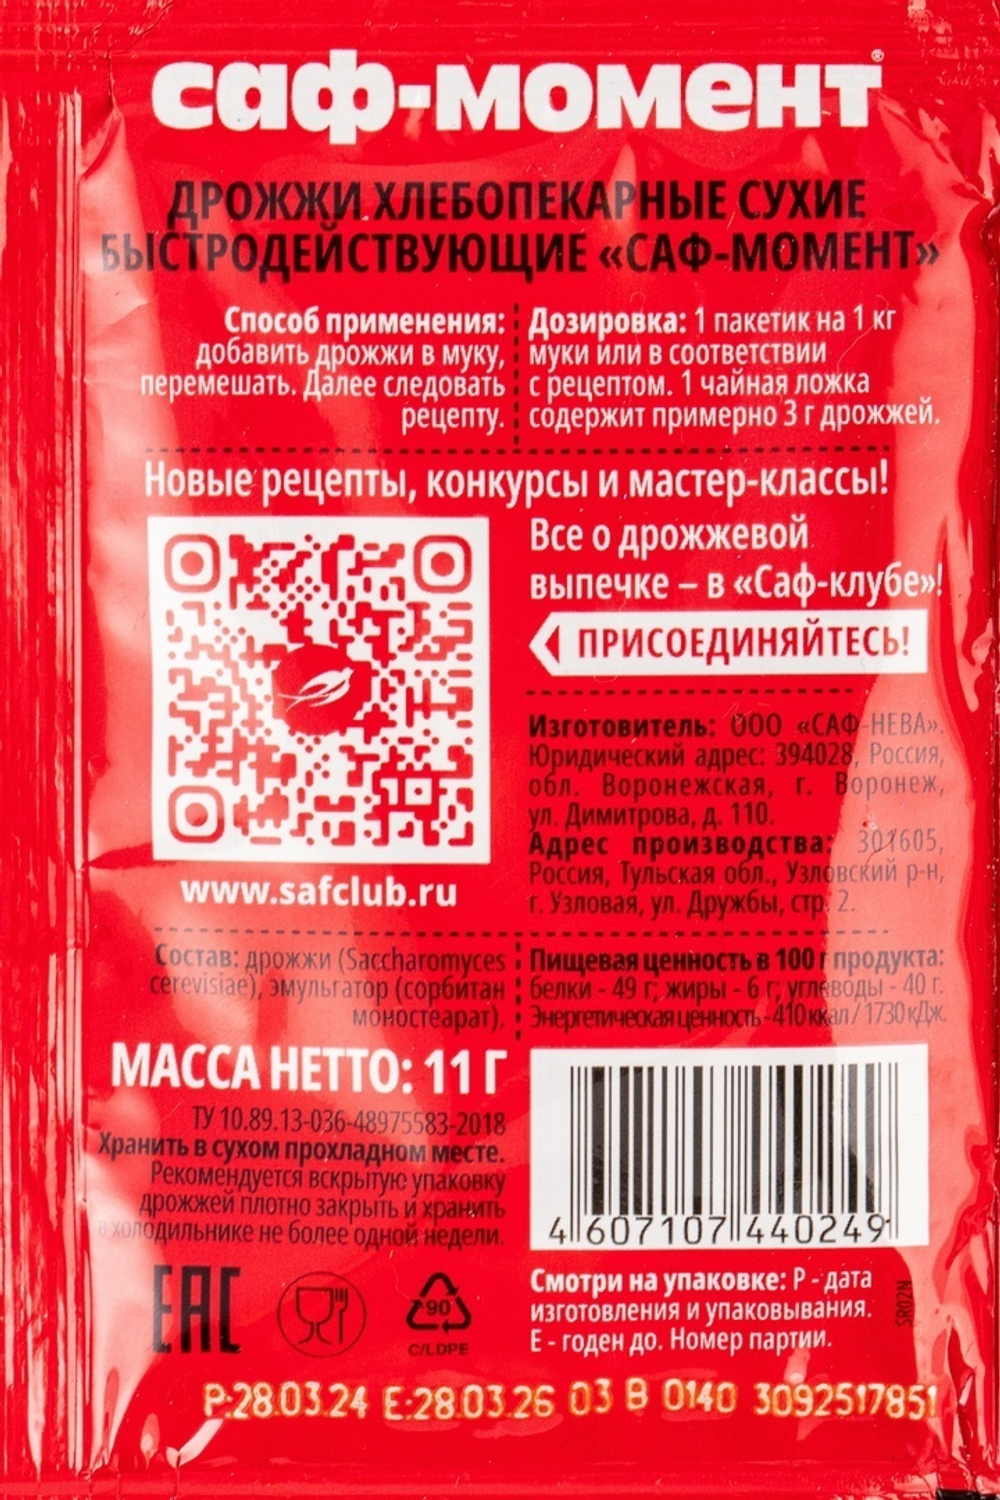 саф-момент®
ДРОЖЖИ ХЛЕБОПЕКАРНЫЕ СУХИЕ
БЫСТРОДЕЙСТВУЮЩИЕ «САФ-МОМЕНТ»
Способ применения:
добавить дрожжи в муку,
перемешать. Далее следовать
рецепту.
Дозировка: 1 пакетик на 1 кг
муки или в соответствии
с рецептом. 1 чайная ложка
содержит примерно 3 г дрожжей.
Новые рецепты, конкурсы и мастер-классы!
Все о дрожжевой
выпечке – в «Саф-клубе»!
ПРИСОЕДИНЯЙТЕСЬ!
www.safclub.ru
Изготовитель: ООО «САФ-НЕВА».
Юридический адрес: 394028, Россия,
обл. Воронежская, г. Воронеж,
ул. Димитрова, д. 110.
Адрес производства: 301605,
Россия, Тульская обл., Узловский р-н,
г. Узловая, ул. Дружбы, стр. 2.
Состав: дрожжи (Saccharomyces
cerevisiae), эмульгатор (сорбитан
моностеарат).
Пищевая ценность в 100 г продукта:
белки - 49 г; жиры - 6 г; углеводы - 40 г.
Энергетическая ценность - 410 ккал / 1730 кДж.
МАССА НЕТТО: 11 Г
ТУ 10.89.13-036-48975583-2018
Хранить в сухом прохладном месте.
Рекомендуется вскрытую упаковку
дрожжей плотно закрыть и хранить
в холодильнике не более одной недели.
4 607107 440249
EAC
90
C/LDPE
Смотри на упаковке: P - дата
изготовления и упаковывания.
E - годен до. Номер партии.
SR02N
P:28.03.24 E:28.03.26 03 B 0140 3092517851